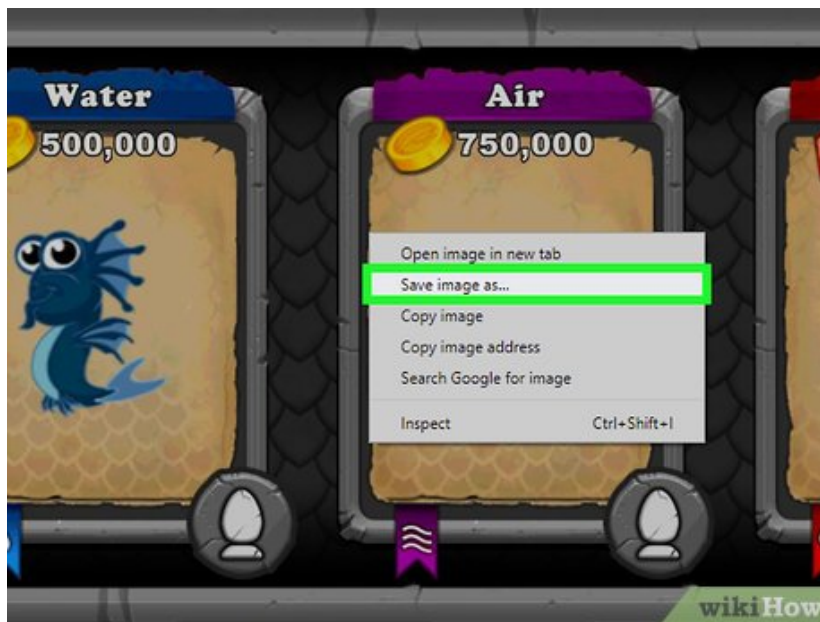 Water
500,000
Air
750,000
Open image in new tab
Save image as...
Copy image
Copy image address
Search Google for image
Inspect Ctrl+Shift+I
wikiHow